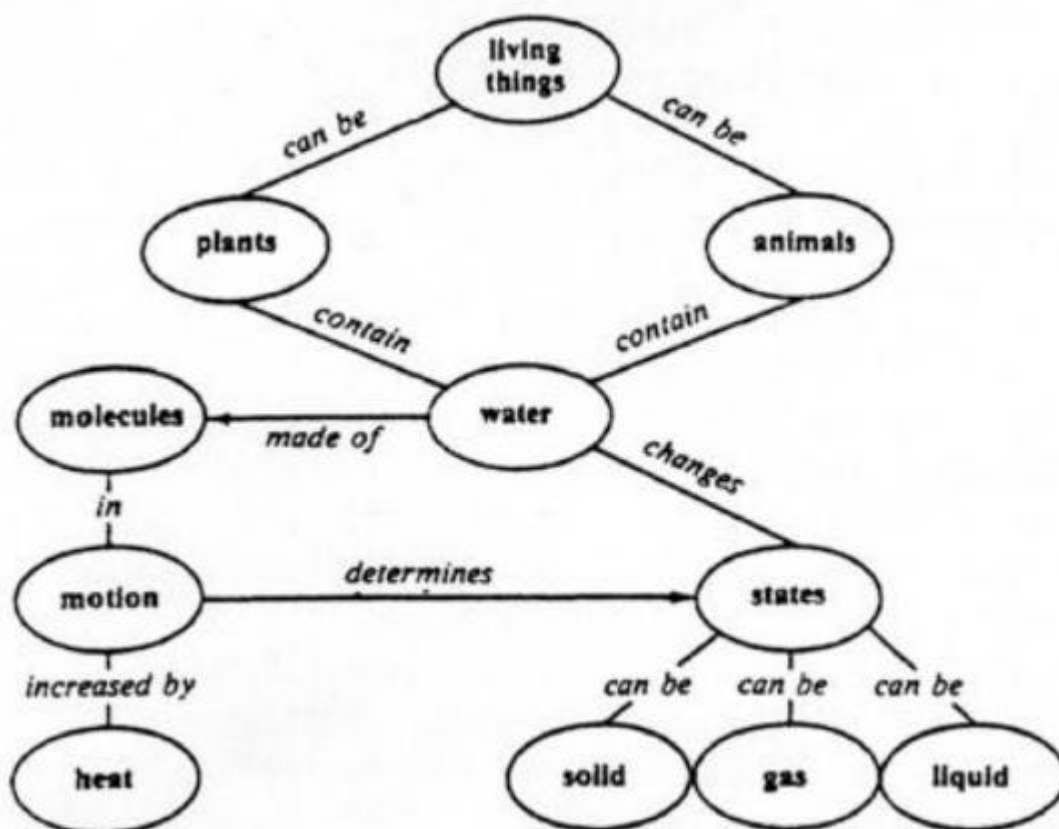 living
things
can be
can be
plants
animals
contain
contain
molecules
made of
water
changes
in
motion
determines
states
increased by
can be
can be
can be
heat
solid
gas
liquid